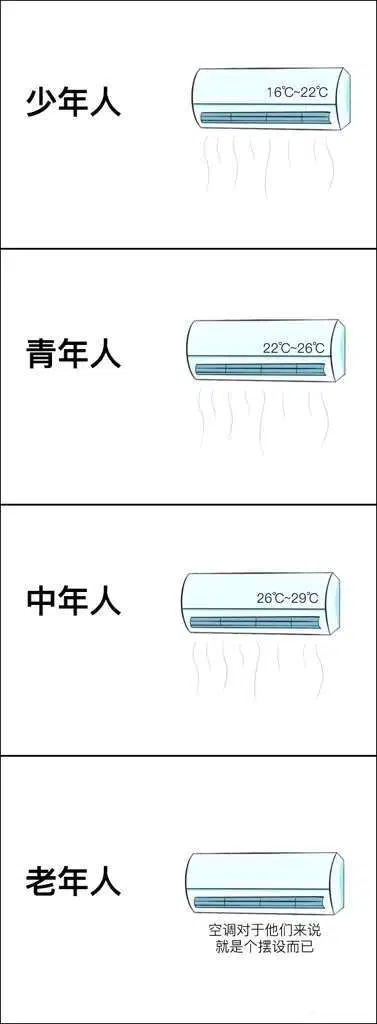 少年人
16℃~22℃
青年人
22℃~26℃
中年人
26℃~29℃
老年人
空调对于他们来说
就是个摆设而已